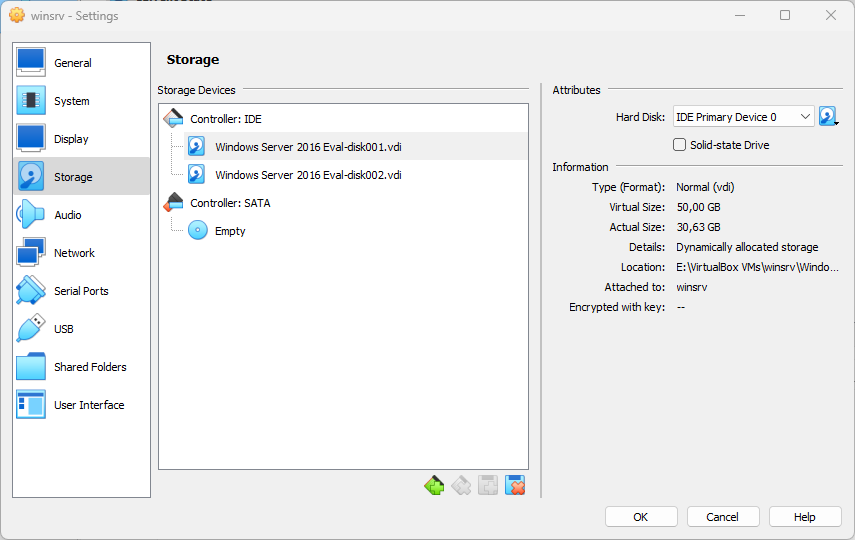 winsrv - Settings
General
System
Display
Storage
Audio
Network
Serial Ports
USB
Shared Folders
User Interface
Storage
Storage Devices
Controller: IDE
Windows Server 2016 Eval-disk001.vdi
Windows Server 2016 Eval-disk002.vdi
Controller: SATA
Empty
Attributes
Hard Disk: IDE Primary Device 0
Solid-state Drive
Information
Type (Format): Normal (vdi)
Virtual Size: 50,00 GB
Actual Size: 30,63 GB
Details: Dynamically allocated storage
Location: E:\VirtualBox VMs\winsrv\Windo...
Attached to: winsrv
Encrypted with key: --
OK
Cancel
Help